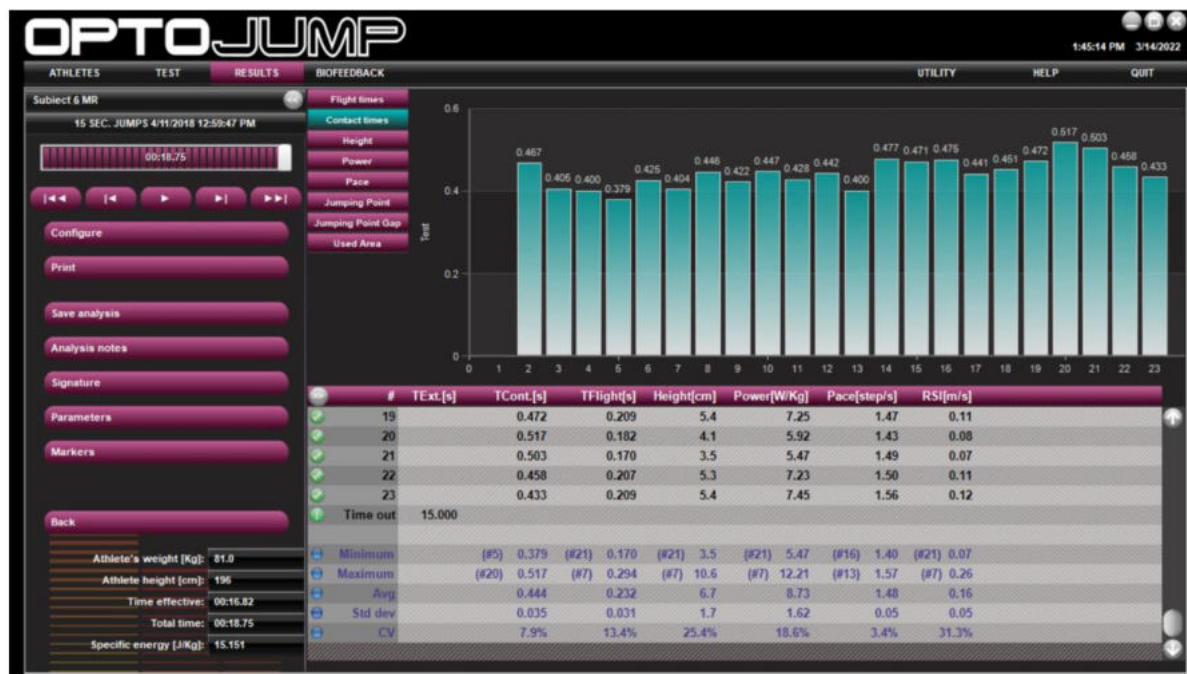 OPTOJUMP
1:45:14 PM 3/14/2022
ATHLETES TEST RESULTS BIOFEEDBACK UTILITY HELP QUIT
Subiect 6 MR
15 SEC. JUMPS 4/11/2018 12:59:47 PM
00:18.75
Configure
Print
Save analysis
Analysis notes
Signature
Parameters
Markers
Back
Athlete's weight [Kg]: 81.0
Athlete height [cm]: 196
Time effective: 00:16.82
Total time: 00:18.75
Specific energy [J/Kg]: 15.151
Flight times
Contact times
Height
Power
Pace
Jumping Point
Jumping Point Gap
Used Area
Test
0.6
0.4
0.2
0
0.467 0.405 0.400 0.379 0.425 0.404 0.446 0.422 0.447 0.428 0.442 0.400 0.477 0.471 0.475 0.441 0.451 0.472 0.517 0.503 0.458 0.433
0 1 2 3 4 5 6 7 8 9 10 11 12 13 14 15 16 17 18 19 20 21 22 23
# TExt.[s] TCont.[s] TFlight[s] Height[cm] Power[W/Kg] Pace[step/s] RSI[m/s]
19 0.472 0.209 5.4 7.25 1.47 0.11
20 0.517 0.182 4.1 5.92 1.43 0.08
21 0.503 0.170 3.5 5.47 1.49 0.07
22 0.458 0.207 5.3 7.23 1.50 0.11
23 0.433 0.209 5.4 7.45 1.56 0.12
Time out 15.000
Minimum (#5) 0.379 (#21) 0.170 (#21) 3.5 (#21) 5.47 (#16) 1.40 (#21) 0.07
Maximum (#20) 0.517 (#7) 0.294 (#7) 10.6 (#7) 12.21 (#13) 1.57 (#7) 0.26
Avg 0.444 0.232 6.7 8.73 1.48 0.16
Std dev 0.035 0.031 1.7 1.62 0.05 0.05
CV 7.9% 13.4% 25.4% 18.6% 3.4% 31.3%